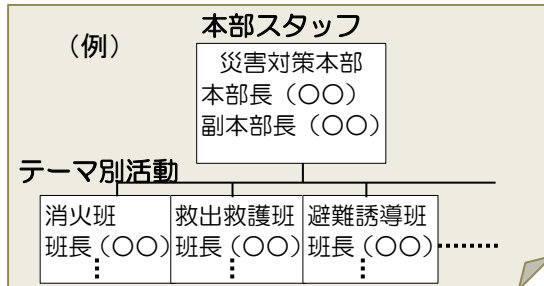 本部スタッフ
（例）
災害対策本部
本部長（〇〇）
副本部長（〇〇）
テーマ別活動
消火班
班長（〇〇）
救出救護班
班長（〇〇）
避難誘導班
班長（〇〇）